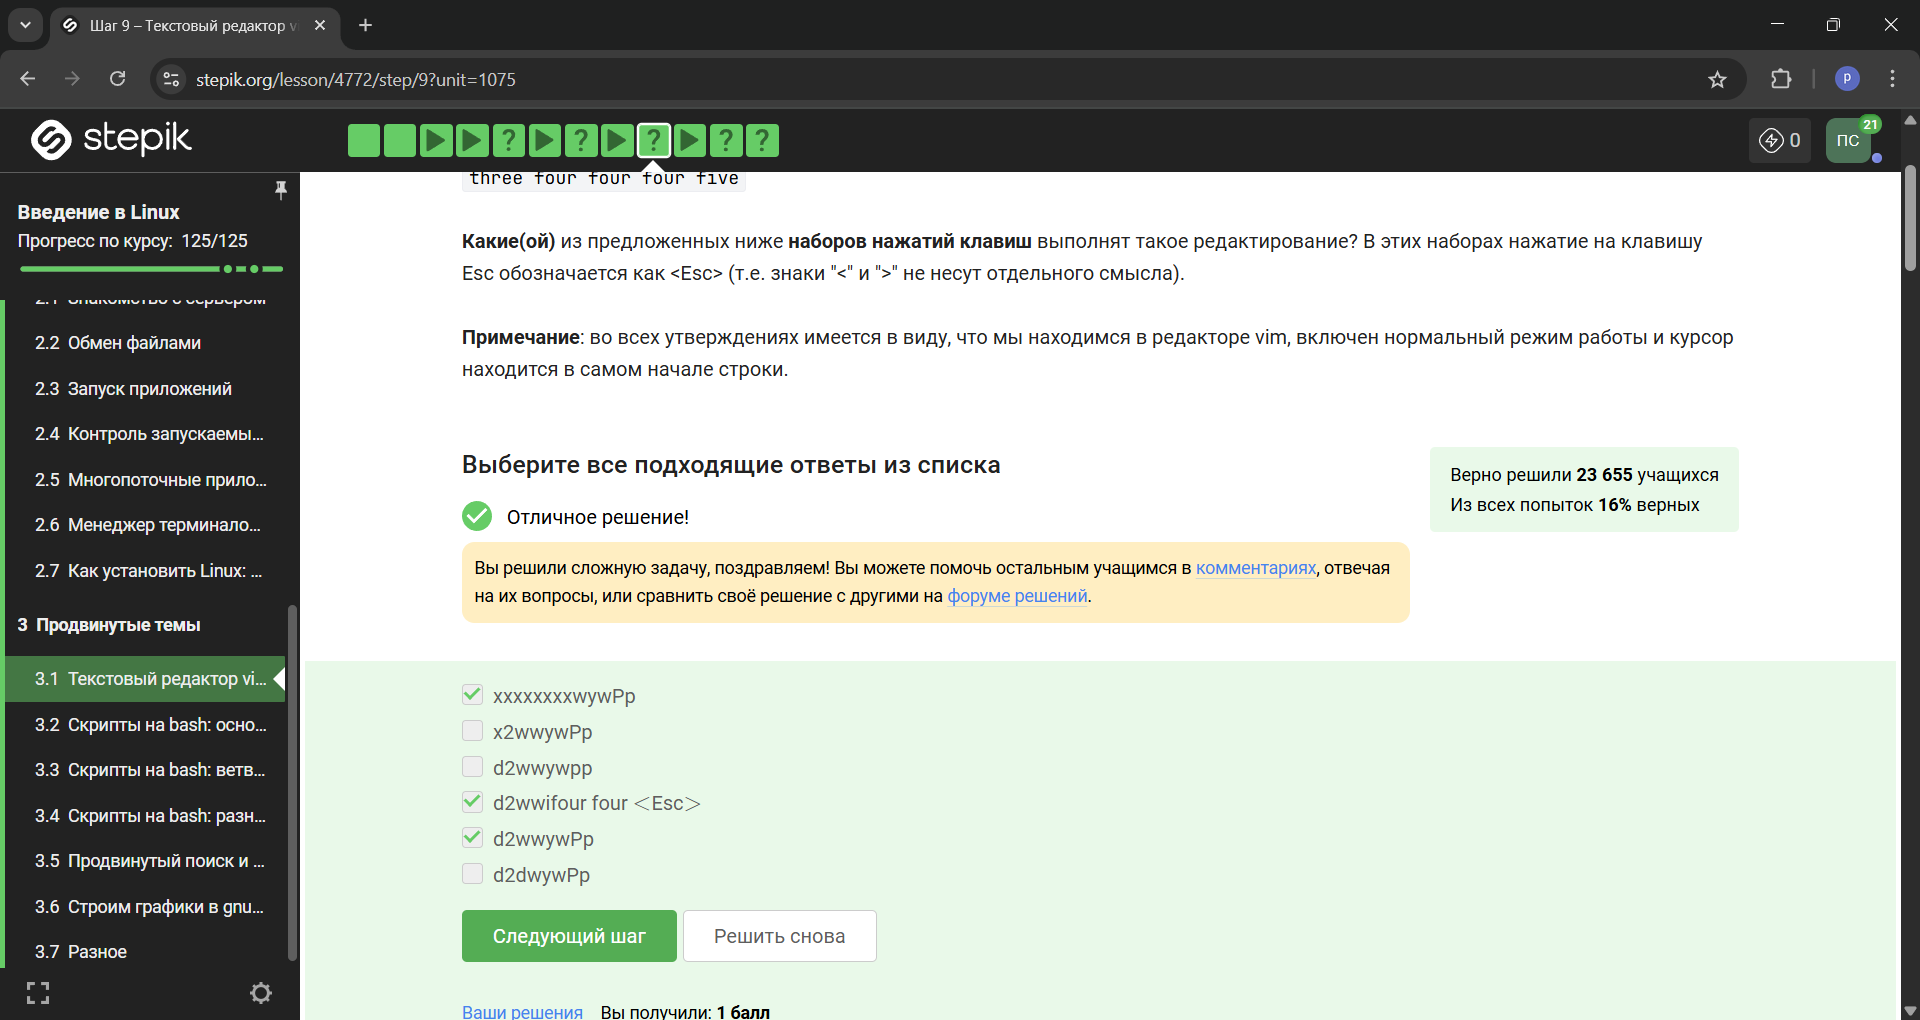 Шаг 9 – Текстовый редактор v
stepik.org/lesson/4772/step/9?unit=1075
P
stepik
? ? ? ? ?
0
ПС
21
Введение в Linux
Прогресс по курсу: 125/125
2.1 Знакомство с сервером
2.2 Обмен файлами
2.3 Запуск приложений
2.4 Контроль запускаемы...
2.5 Многопоточные прило...
2.6 Менеджер терминало...
2.7 Как установить Linux: ...
3 Продвинутые темы
3.1 Текстовый редактор vi...
3.2 Скрипты на bash: осно...
3.3 Скрипты на bash: ветв...
3.4 Скрипты на bash: разн...
3.5 Продвинутый поиск и ...
3.6 Строим графики в gnu...
3.7 Разное
three four four four five
Какие(ой) из предложенных ниже наборов нажатий клавиш выполнят такое редактирование? В этих наборах нажатие на клавишу
Esc обозначается как <Esc> (т.е. знаки "<" и ">" не несут отдельного смысла).
Примечание: во всех утверждениях имеется в виду, что мы находимся в редакторе vim, включен нормальный режим работы и курсор
находится в самом начале строки.
Выберите все подходящие ответы из списка
Верно решили 23 655 учащихся
Из всех попыток 16% верных
Отличное решение!
Вы решили сложную задачу, поздравляем! Вы можете помочь остальным учащимся в комментариях, отвечая
на их вопросы, или сравнить своё решение с другими на форуме решений.
xxxxxxxxwywPp
x2wwywPp
d2wwywpp
d2wwifour four <Esc>
d2wwywPp
d2dwywPp
Следующий шаг
Решить снова
Ваши решения Вы получили: 1 балл